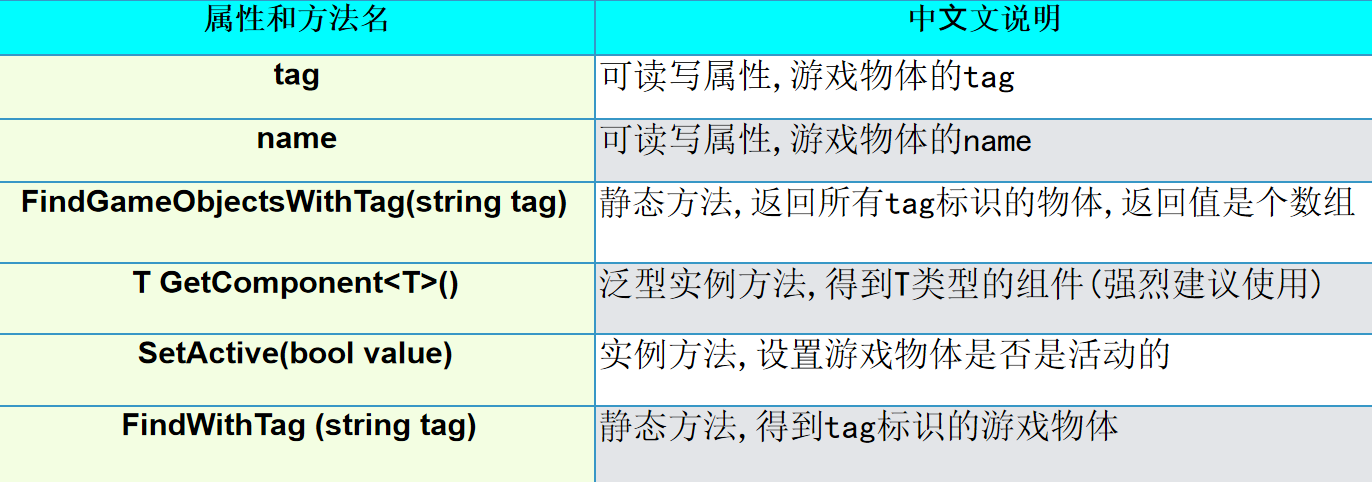 属性和方法名 中文文说明
tag 可读写属性,游戏物体的tag
name 可读写属性,游戏物体的name
FindGameObjectsWithTag(string tag) 静态方法,返回所有tag标识的物体,返回值是个数组
T GetComponent<T>() 泛型实例方法,得到T类型的组件(强烈建议使用)
SetActive(bool value) 实例方法,设置游戏物体是否是活动的
FindWithTag (string tag) 静态方法,得到tag标识的游戏物体